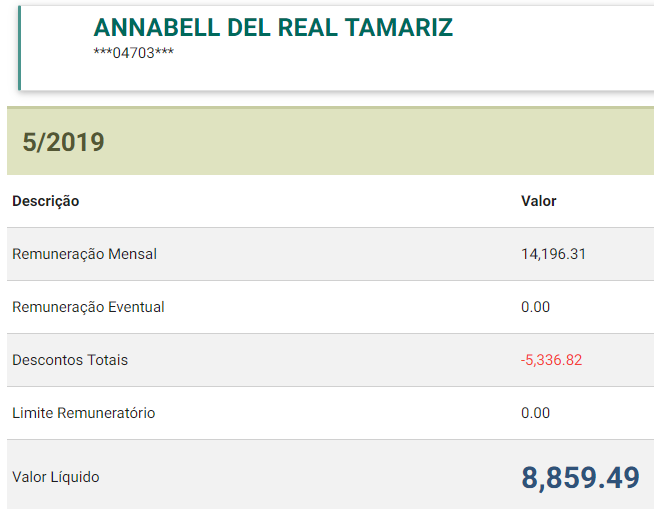 ANNABELL DEL REAL TAMARIZ
***04703***
5/2019
Descrição Valor
Remuneração Mensal 14,196.31
Remuneração Eventual 0.00
Descontos Totais -5,336.82
Limite Remuneratório 0.00
Valor Líquido 8,859.49